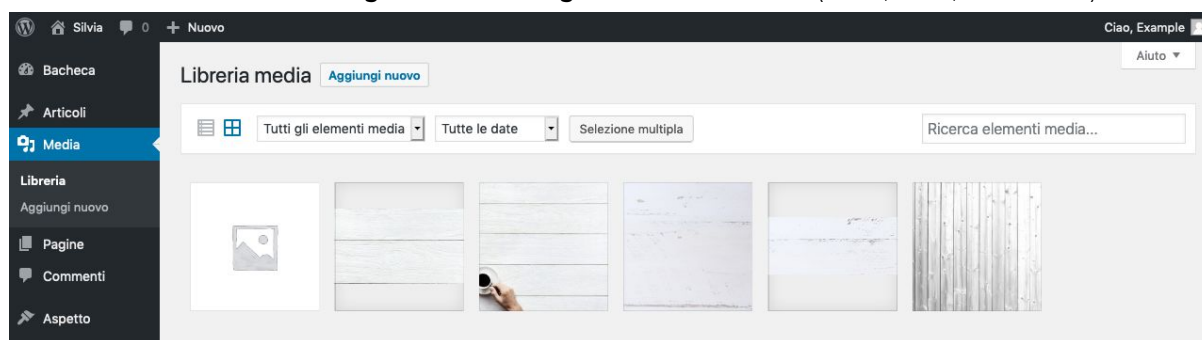 Silvia 0 + Nuovo Ciao, Example
Aiuto
Bacheca
Libreria media Aggiungi nuovo
Articoli
Tutti gli elementi media Tutte le date Selezione multipla Ricerca elementi media...
Media
Libreria
Aggiungi nuovo
Pagine
Commenti
Aspetto